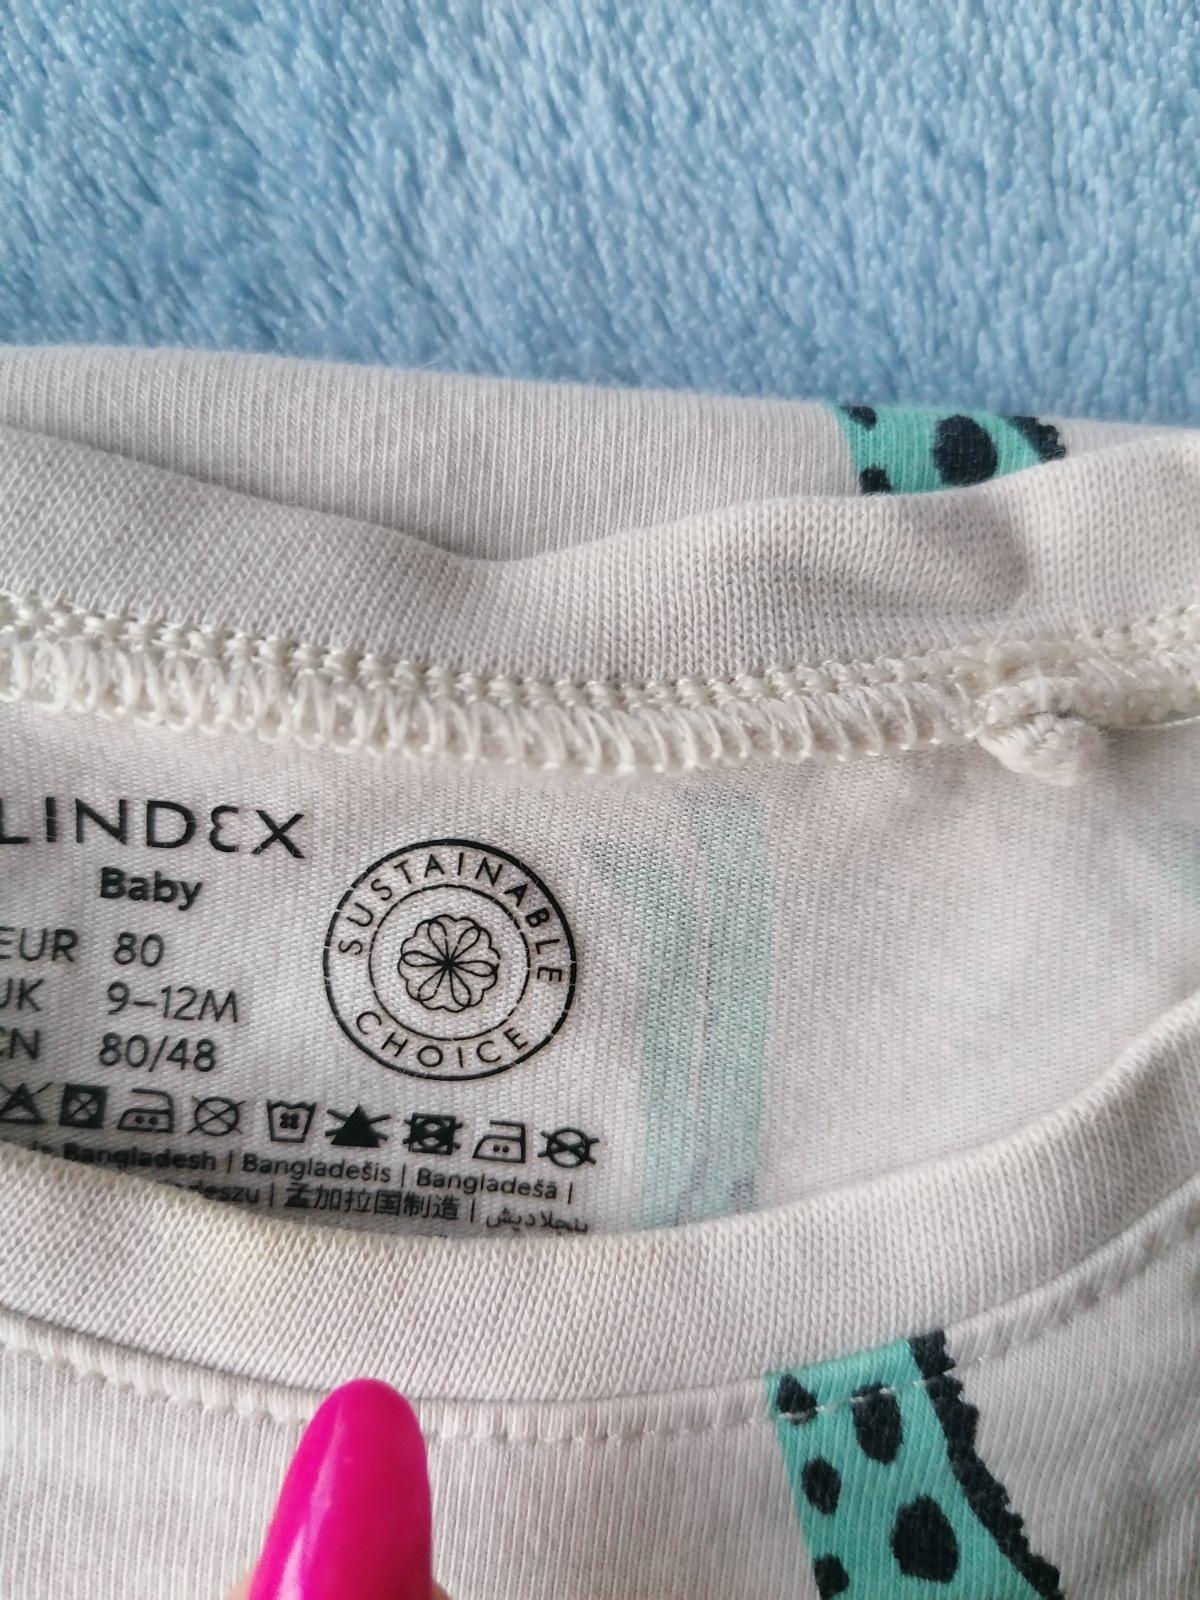 LINDEX
Baby
SUSTAINABLE
CHOICE
EUR 80
UK 9–12M
CN 80/48
Bangladesh | Bangladešis | Bangladešā |
| 孟加拉国制造 | بنجلاديش